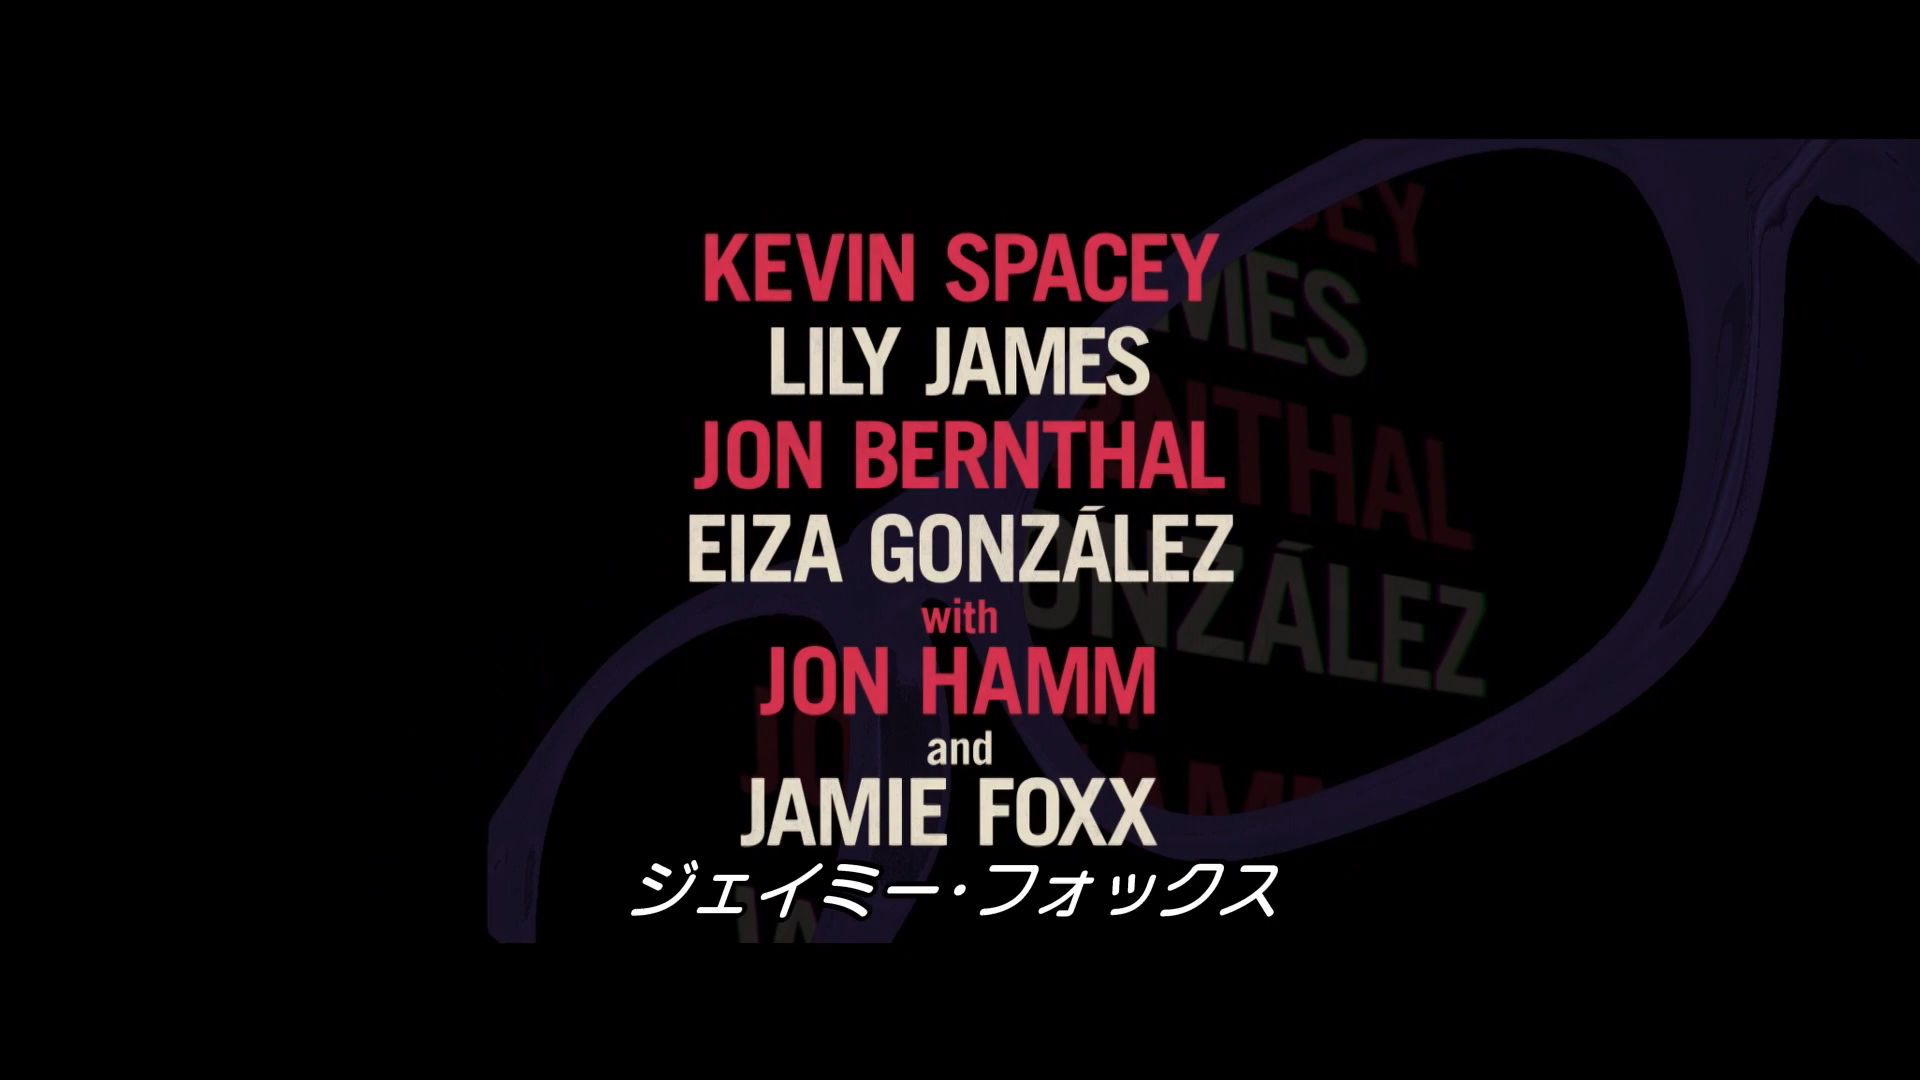 KEVIN SPACEY
LILY JAMES
JON BERNTHAL
EIZA GONZÁLEZ
with
JON HAMM
and
JAMIE FOXX
ジェイミー・フォックス